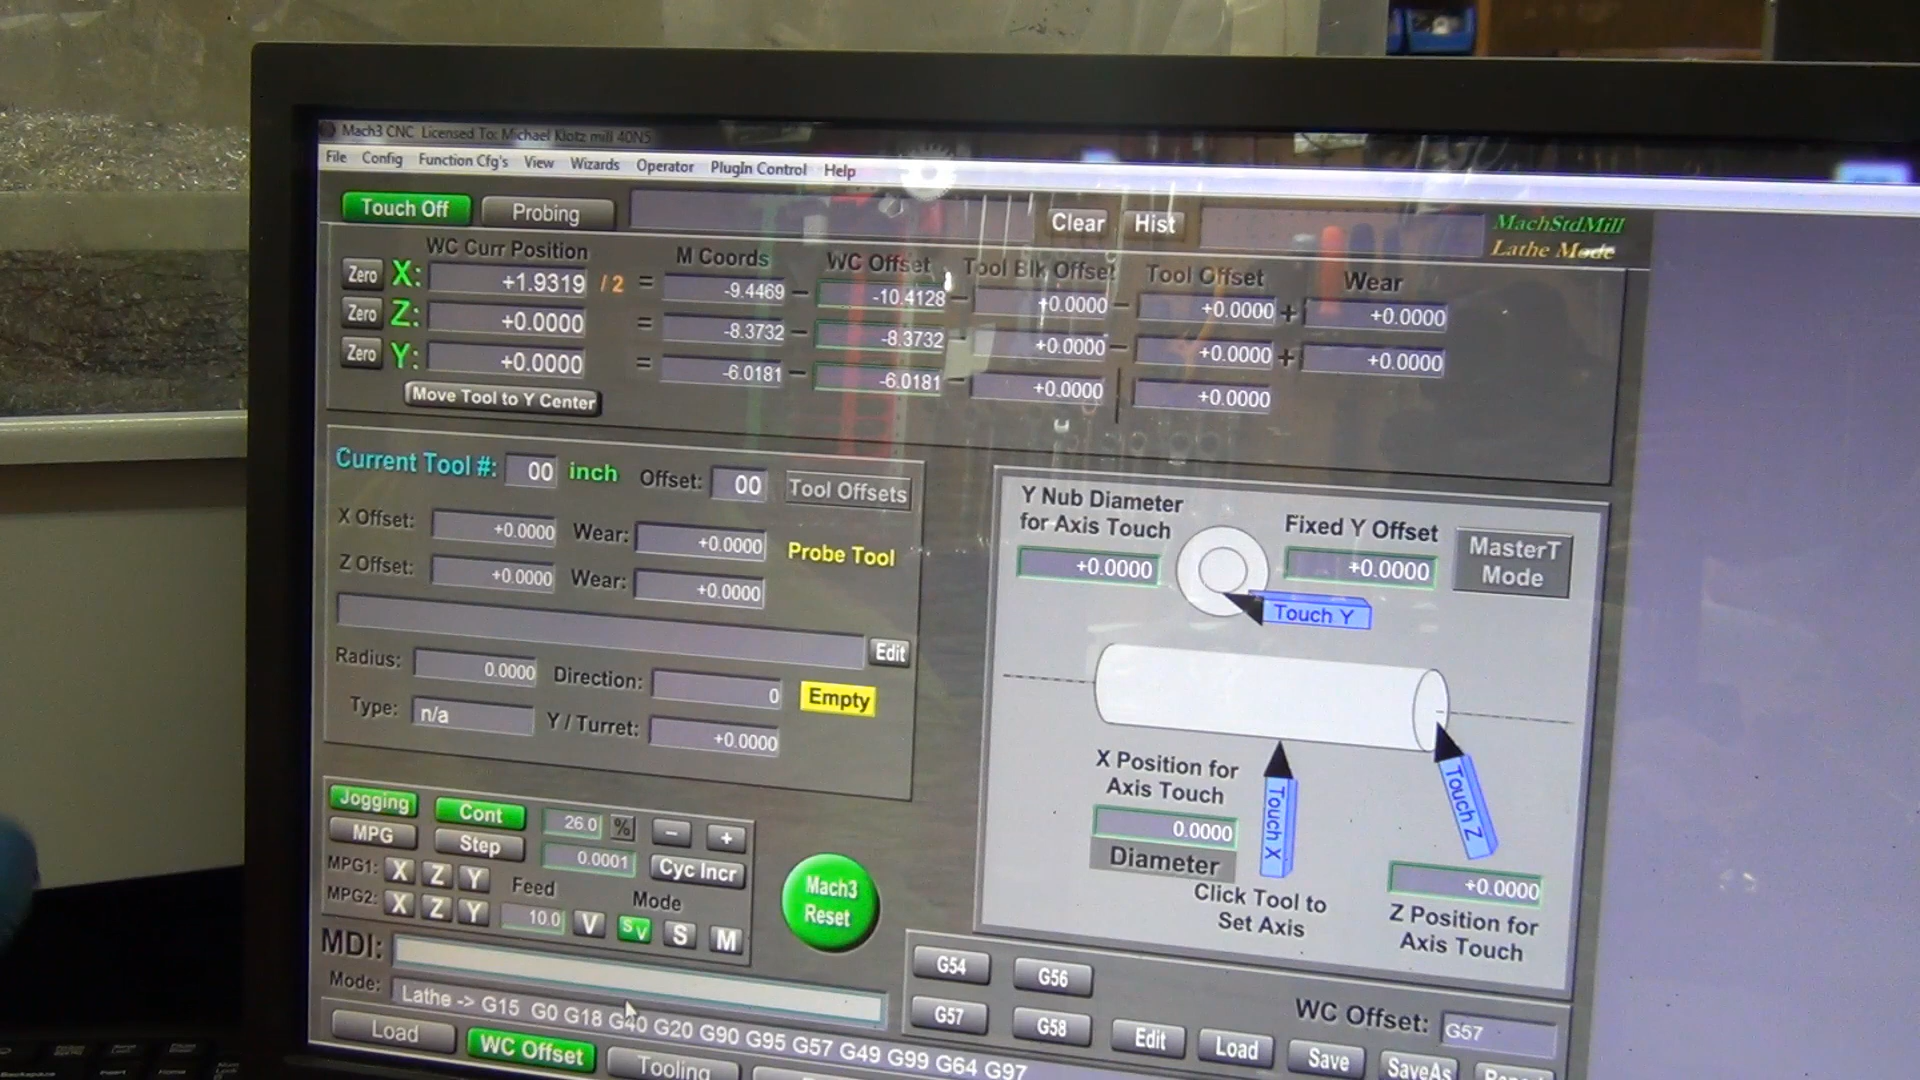 Mach3 CNC Licensed To: Michael Klotz mill 40N5
File Config Function Cfg's View Wizards Operator PlugIn Control Help
Touch Off Probing Clear Hist MachStdMill
Lathe Mode
WC Curr Position M Coords WC Offset Tool Blk Offset Tool Offset Wear
Zero X: +1.9319 / 2 = -9.4469 - -10.4128 - +0.0000 - +0.0000 + +0.0000
Zero Z: +0.0000 = -8.3732 - -8.3732 - +0.0000 - +0.0000 + +0.0000
Zero Y: +0.0000 = -6.0181 - -6.0181 - +0.0000 +0.0000
Move Tool to Y Center
Current Tool #: 00 inch Offset: 00 Tool Offsets
X Offset: +0.0000 Wear: +0.0000 Probe Tool
Z Offset: +0.0000 Wear: +0.0000
Edit
Radius: 0.0000 Direction: 0 Empty
Type: n/a Y / Turret: +0.0000
Y Nub Diameter
for Axis Touch
+0.0000
Fixed Y Offset
+0.0000
MasterT
Mode
Touch Y
X Position for
Axis Touch
0.0000
Diameter
Touch X
Touch Z
Click Tool to
Set Axis
+0.0000
Z Position for
Axis Touch
Jogging Cont 26.0 % - +
MPG Step 0.0001 Cyc Incr
MPG1: X Z Y Feed Mode
MPG2: X Z Y 10.0 V S V S M
Mach3
Reset
MDI:
Mode: Lathe -> G15 G0 G18 G40 G20 G90 G95 G57 G49 G99 G64 G97
G54 G56
G57 G58 Edit Load Save SaveAs
WC Offset: G57
Load WC Offset Tooling